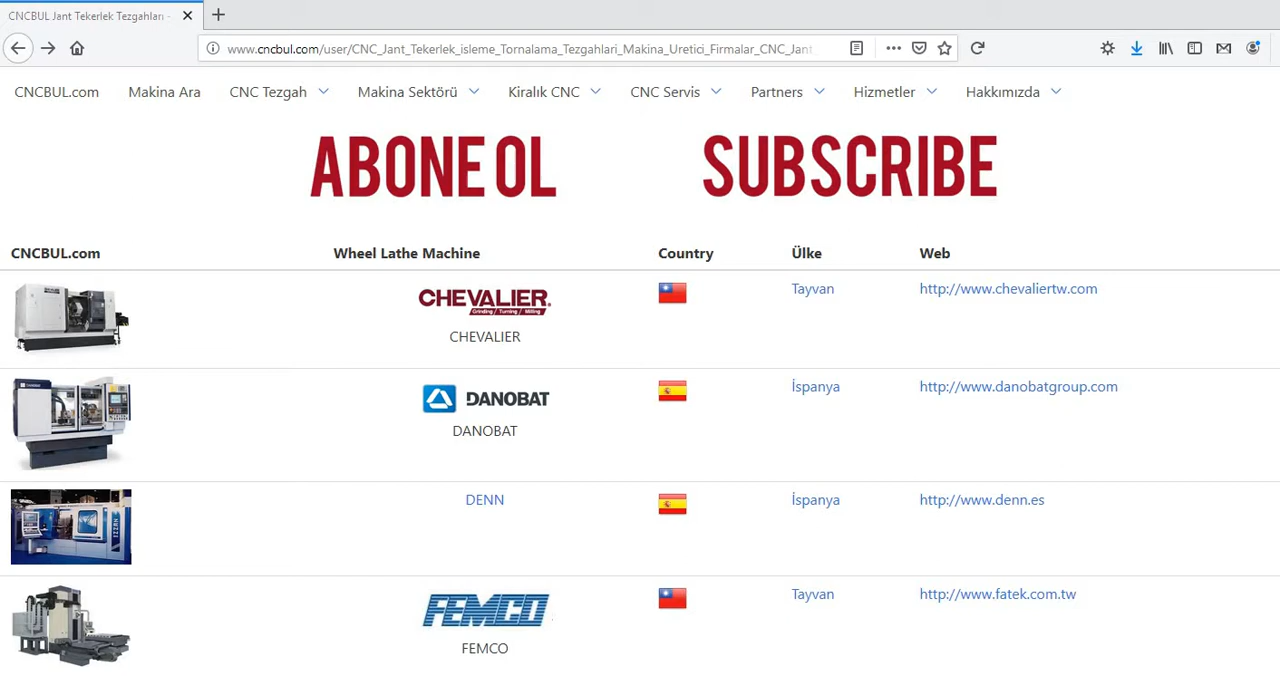 CNCBUL Jant Tekerlek Tezgahları -
www.cncbul.com/user/CNC_Jant_Tekerlek_isleme_Tornalama_Tezgahlari_Makina_Uretici_Firmalar_CNC_Jant
CNCBUL.com Makina Ara CNC Tezgah Makina Sektörü Kiralık CNC CNC Servis Partners Hizmetler Hakkımızda
ABONE OL SUBSCRIBE
CNCBUL.com Wheel Lathe Machine Country Ülke Web
CHEVALIER Tayvan http://www.chevaliertw.com
Grinding / Turning / Milling
CHEVALIER
DANOBAT İspanya http://www.danobatgroup.com
DANOBAT
DENN İspanya http://www.denn.es
FEMCO Tayvan http://www.fatek.com.tw
FEMCO